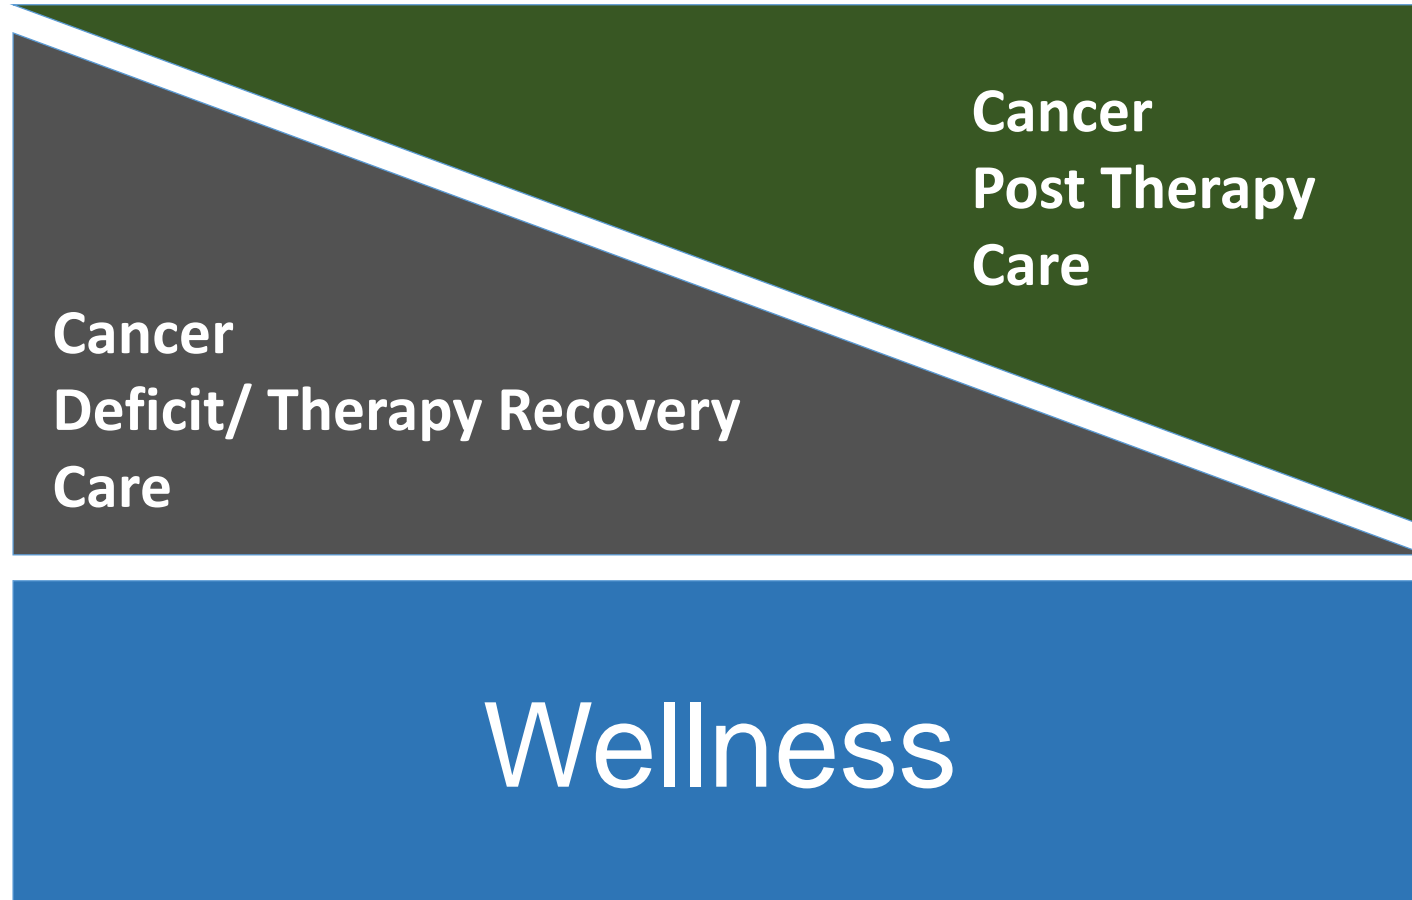 Cancer
Post Therapy
Care
Cancer
Deficit/ Therapy Recovery
Care
Wellness